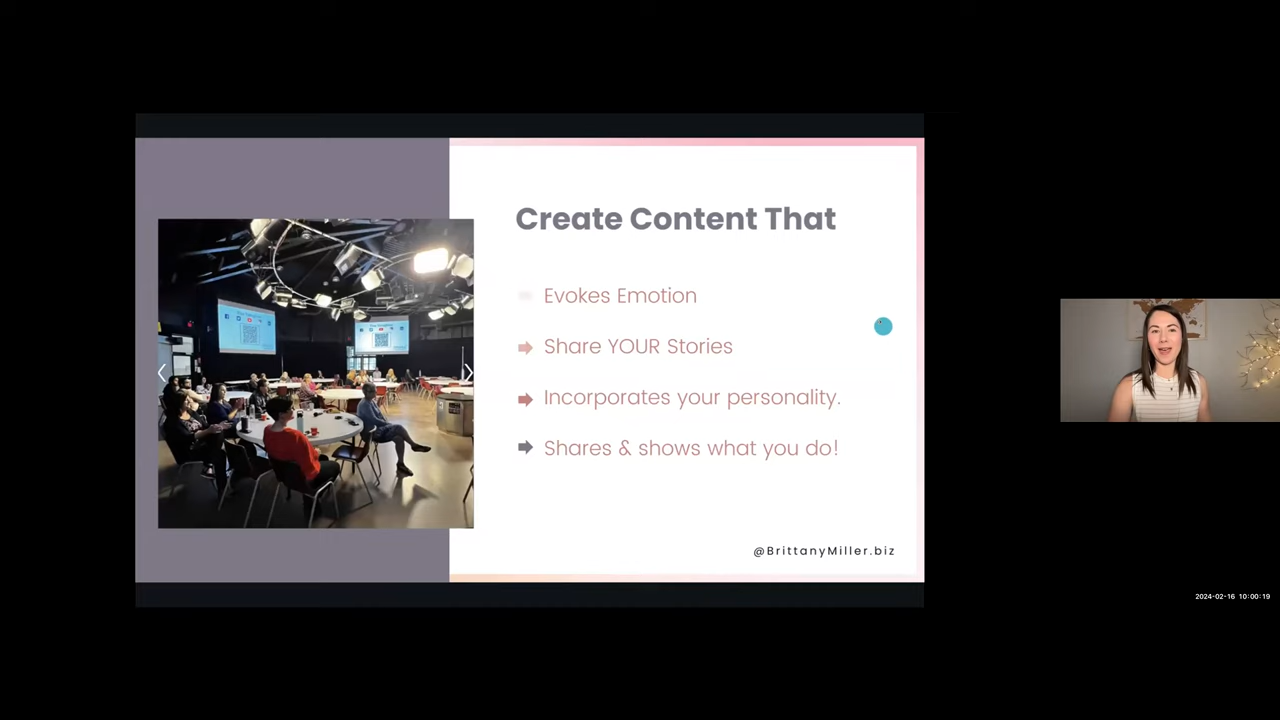 Create Content That
Evokes Emotion
Share YOUR Stories
Incorporates your personality.
Shares & shows what you do!
@BrittanyMiller.biz
2024-02-16 10:00:19